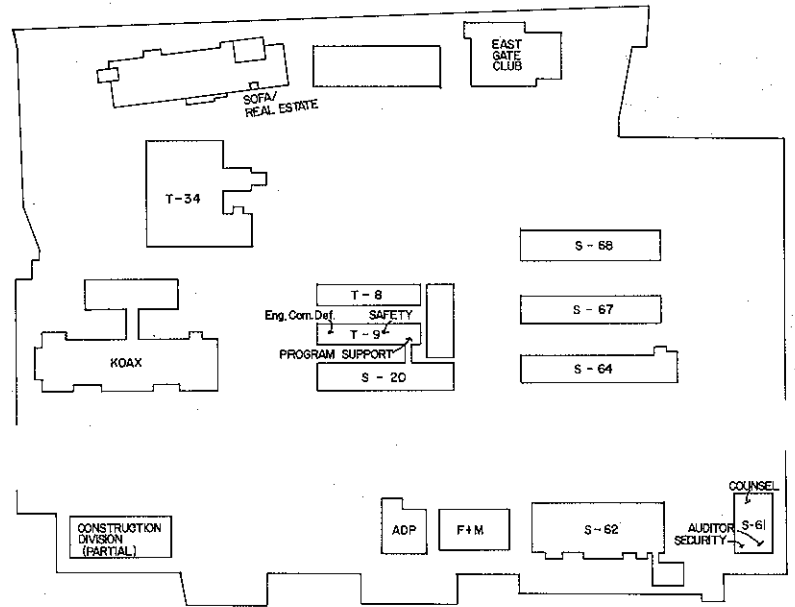 EAST
GATE
CLUB
SOFA/
REAL ESTATE
T-34
S - 68
T - 8
S - 67
Eng. Com. Def.
SAFETY
T - 9
PROGRAM SUPPORT
KOAX
S - 20
S - 64
COUNSEL
CONSTRUCTION
DIVISION
(PARTIAL)
ADP
F+M
S-62
AUDITOR
S-61
SECURITY